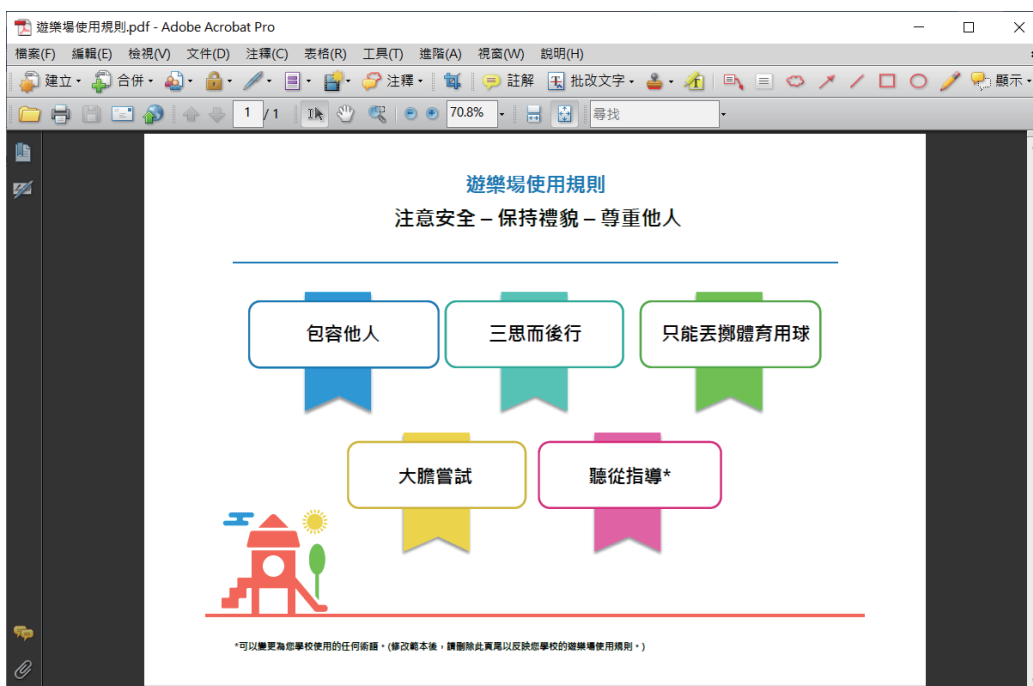 遊樂場使用規則.pdf - Adobe Acrobat Pro
檔案(F) 編輯(E) 檢視(V) 文件(D) 注釋(C) 表格(R) 工具(T) 進階(A) 視窗(W) 說明(H)
建立 合併 注釋 註解 批改文字 顯示
1 / 1 70.8% 尋找
遊樂場使用規則
注意安全 – 保持禮貌 – 尊重他人
包容他人 三思而後行 只能丟擲體育用球
大膽嘗試 聽從指導*
*可以變更為您學校使用的任何術語。(修改範本後，請刪除此頁尾以反映您學校的遊樂場使用規則。)